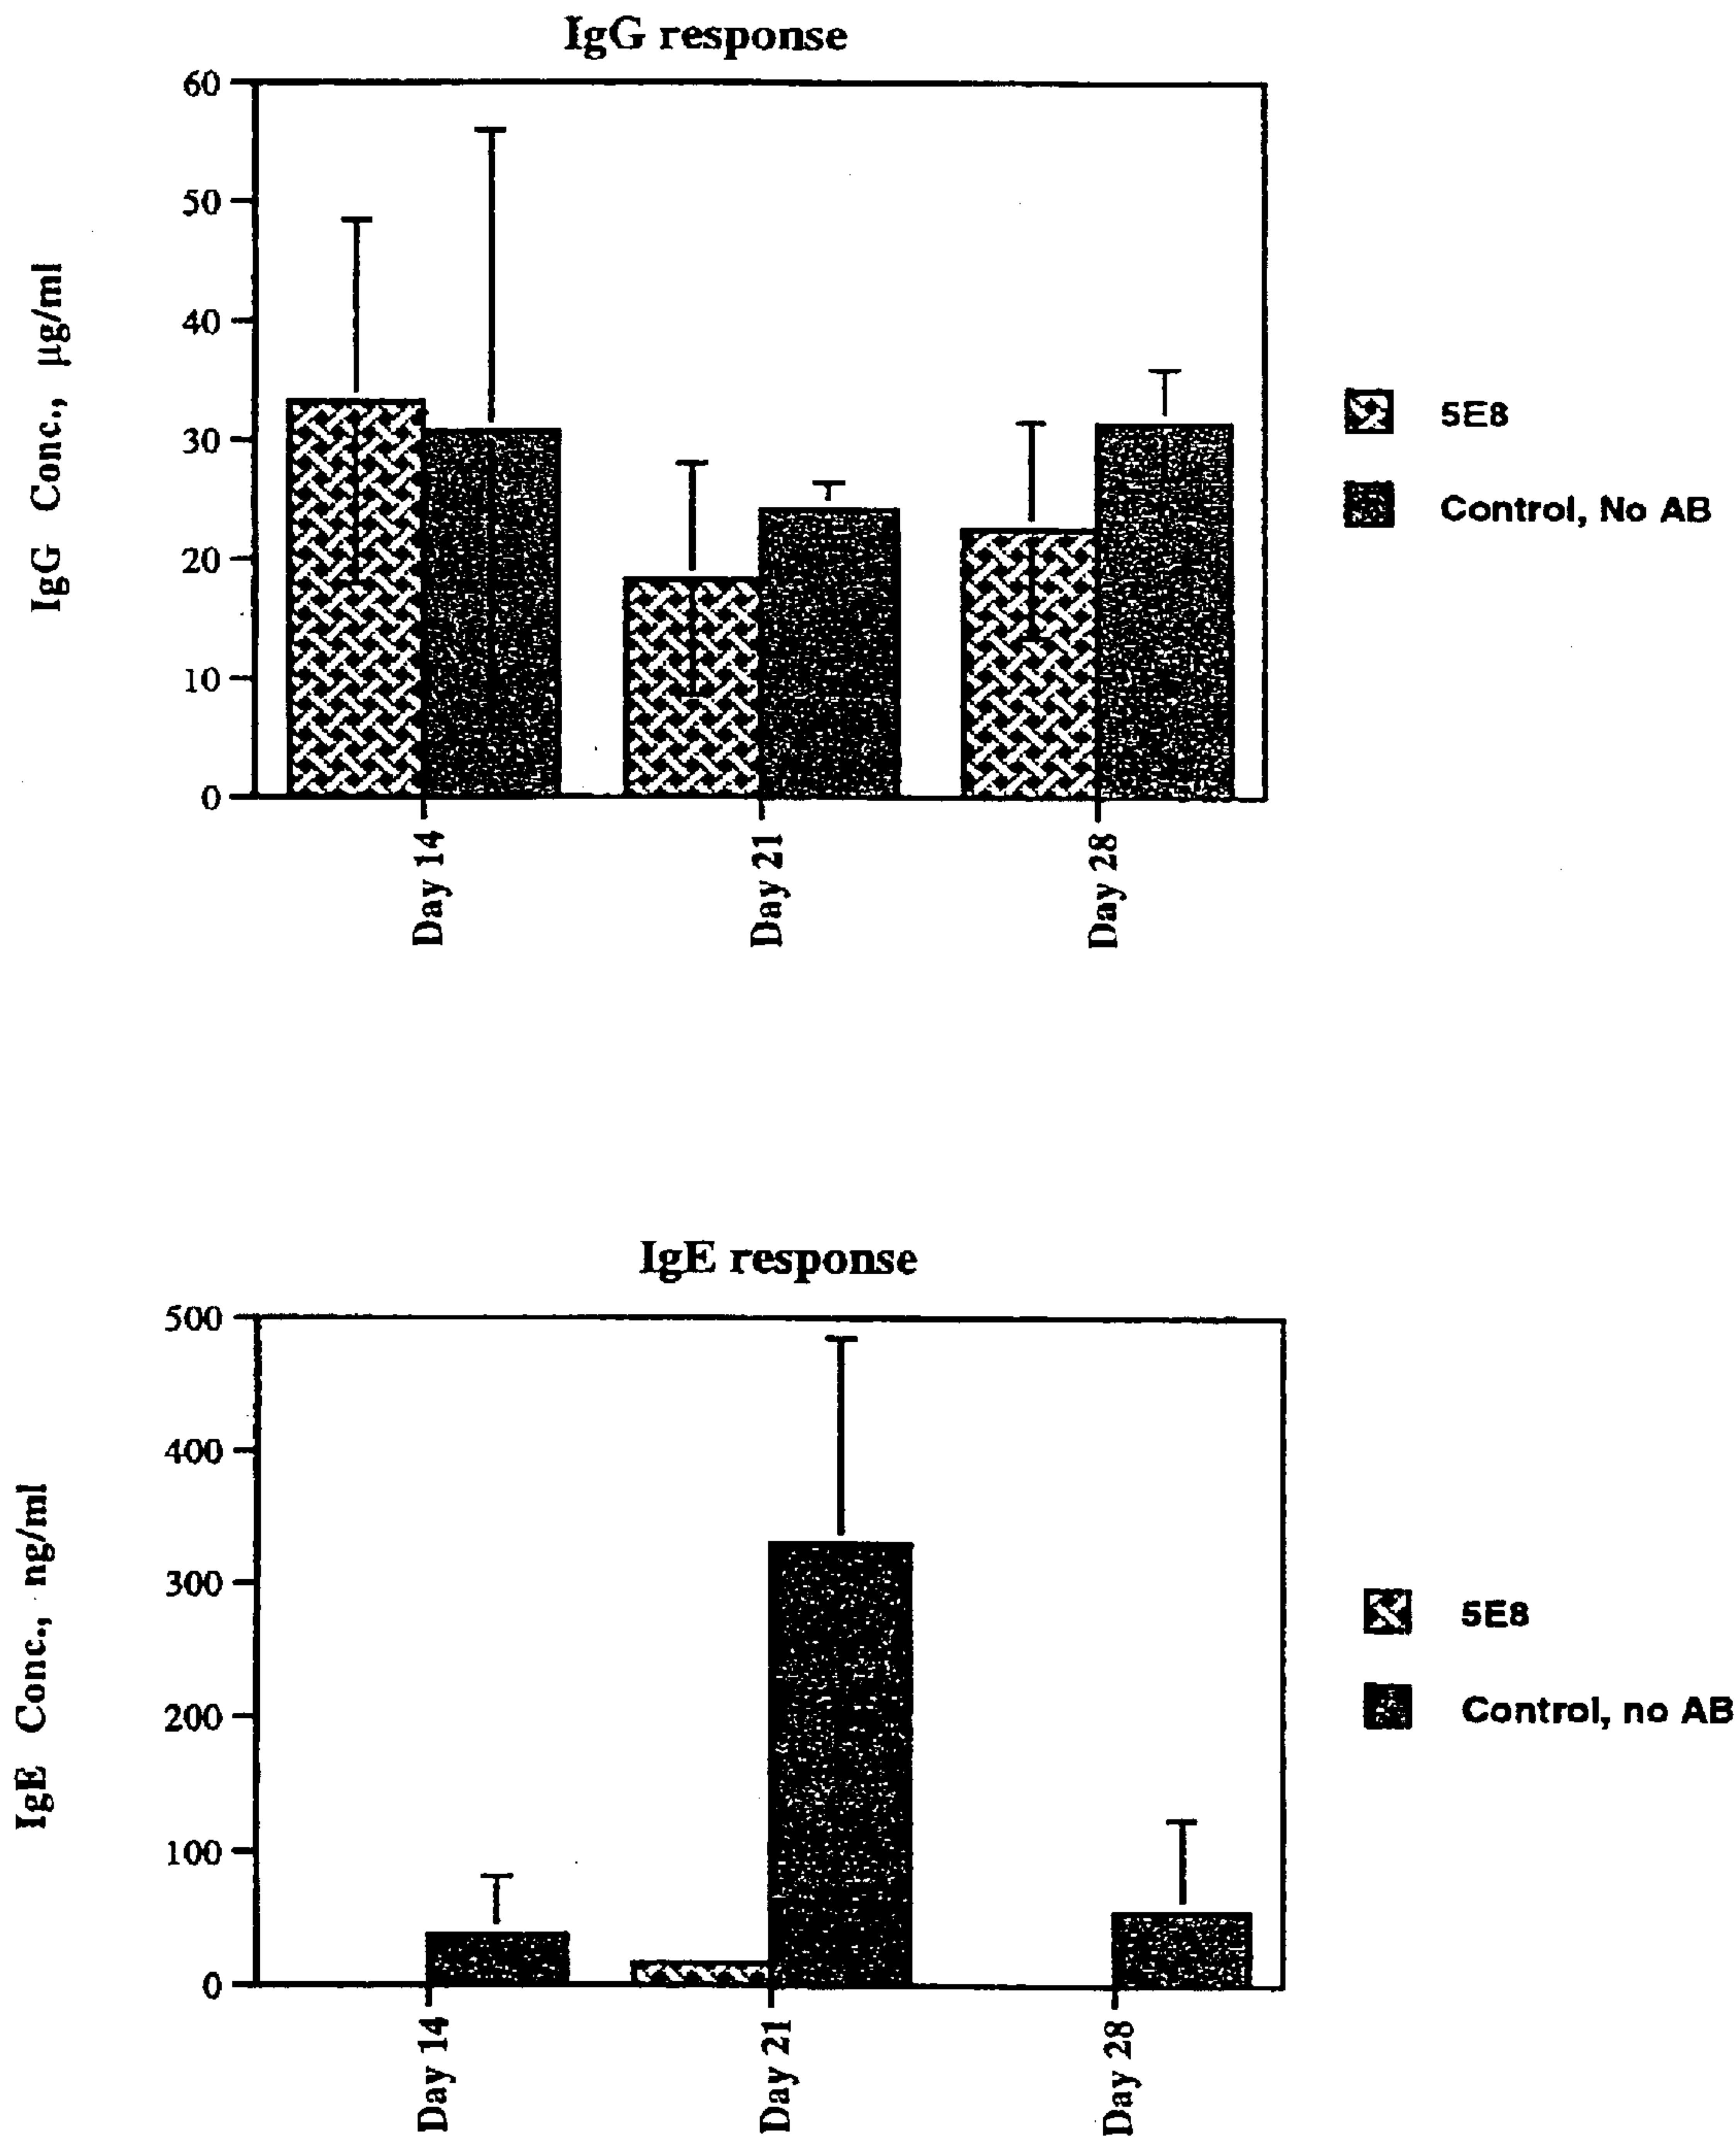 IgG response
IgG Conc., µg/ml
60
50
40
30
20
10
0
Day 14
Day 21
Day 28
5E8
Control, No AB
IgE response
IgE Conc., ng/ml
500
400
300
200
100
0
Day 14
Day 21
Day 28
5E8
Control, no AB